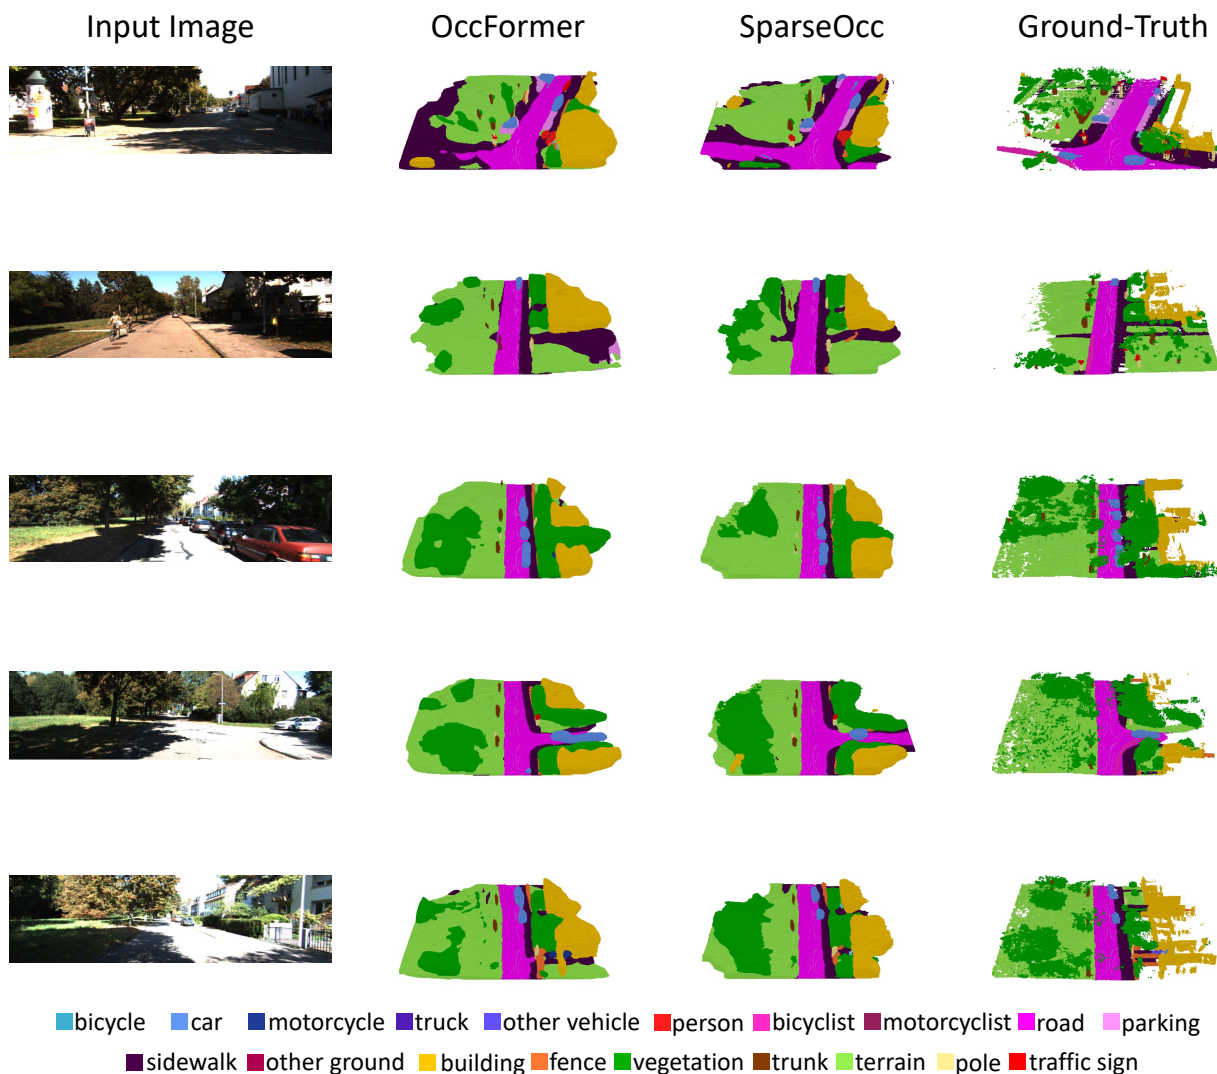 Input Image OccFormer SparseOcc Ground-Truth
bicycle car motorcycle truck other vehicle person bicyclist motorcyclist road parking
sidewalk other ground building fence vegetation trunk terrain pole traffic sign